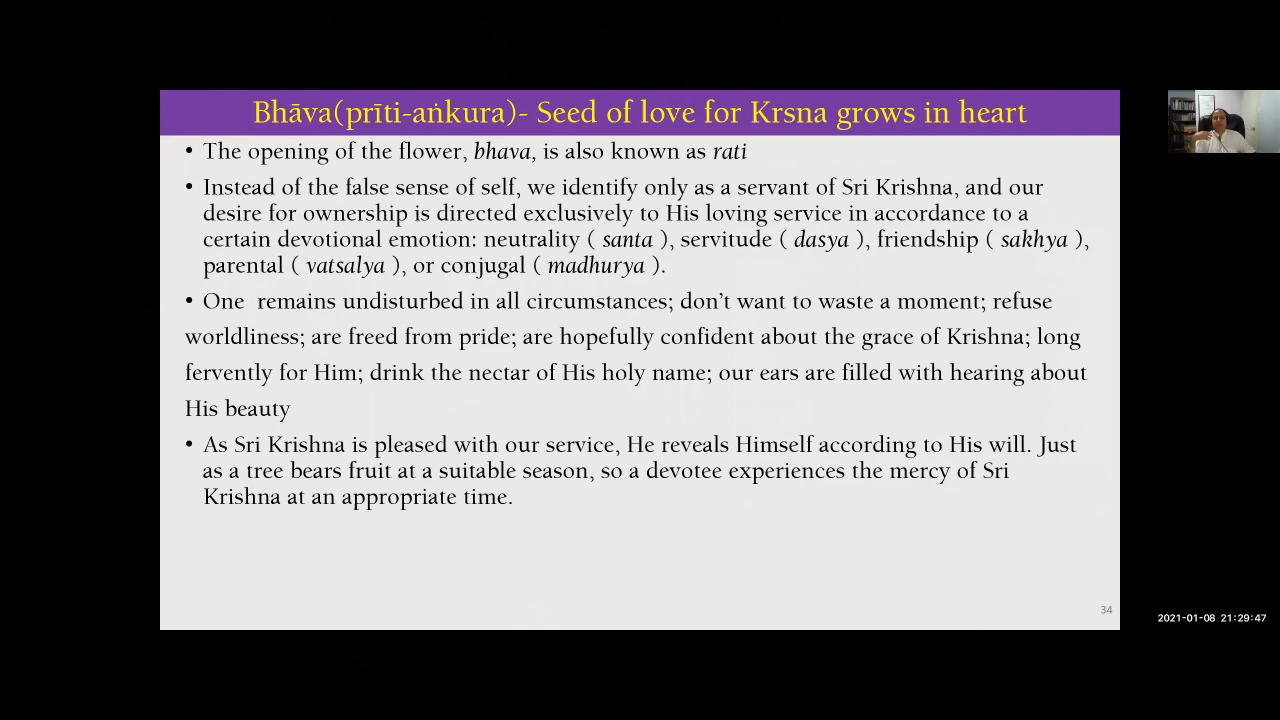 Bhāva(prīti-aṅkura)- Seed of love for Krsna grows in heart
• The opening of the flower, bhava, is also known as rati
• Instead of the false sense of self, we identify only as a servant of Sri Krishna, and our
desire for ownership is directed exclusively to His loving service in accordance to a
certain devotional emotion: neutrality ( santa ), servitude ( dasya ), friendship ( sakhya ),
parental ( vatsalya ), or conjugal ( madhurya ).
• One  remains undisturbed in all circumstances; don’t want to waste a moment; refuse
worldliness; are freed from pride; are hopefully confident about the grace of Krishna; long
fervently for Him; drink the nectar of His holy name; our ears are filled with hearing about
His beauty
• As Sri Krishna is pleased with our service, He reveals Himself according to His will. Just
as a tree bears fruit at a suitable season, so a devotee experiences the mercy of Sri
Krishna at an appropriate time.
34
2021-01-08 21:29:47